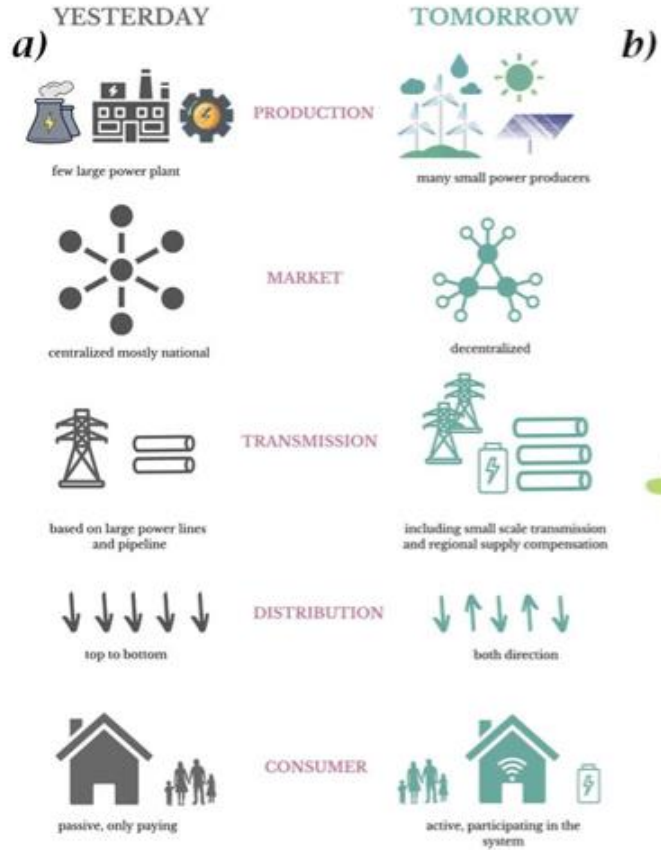 YESTERDAY
TOMORROW
a)
b)
PRODUCTION
few large power plant
many small power producers
MARKET
centralized mostly national
decentralized
TRANSMISSION
based on large power lines
and pipeline
including small scale transmission
and regional supply compensation
DISTRIBUTION
top to bottom
both direction
CONSUMER
passive, only paying
active, participating in the
system